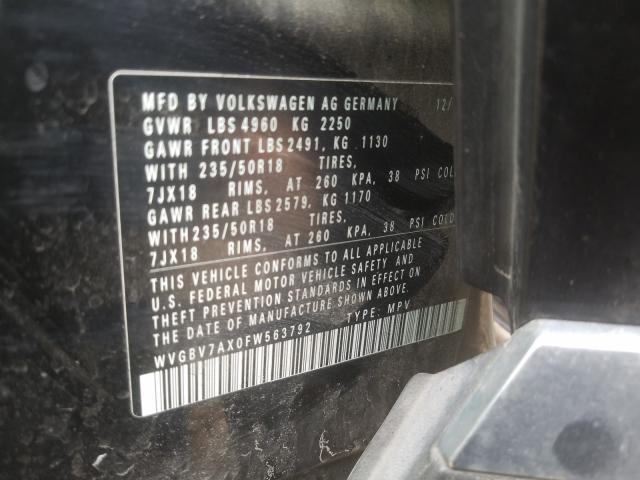 MFD BY VOLKSWAGEN AG GERMANY 12/
GVWR LBS 4960 KG 2250
GAWR FRONT LBS 2491, KG 1130
WITH 235/50R18 TIRES,
7JX18 RIMS, AT 260 KPA, 38 PSI COL
GAWR REAR LBS 2579, KG 1170
WITH 235/50R18 TIRES,
7JX18 RIMS, AT 260 KPA, 38 PSI COLD
THIS VEHICLE CONFORMS TO ALL APPLICABLE
U.S. FEDERAL MOTOR VEHICLE SAFETY AND
THEFT PREVENTION STANDARDS IN EFFECT ON
THE DATE OF MANUFACTURE SHOWN ABOVE.
WVGBV7AX0FW563792 TYPE: MPV